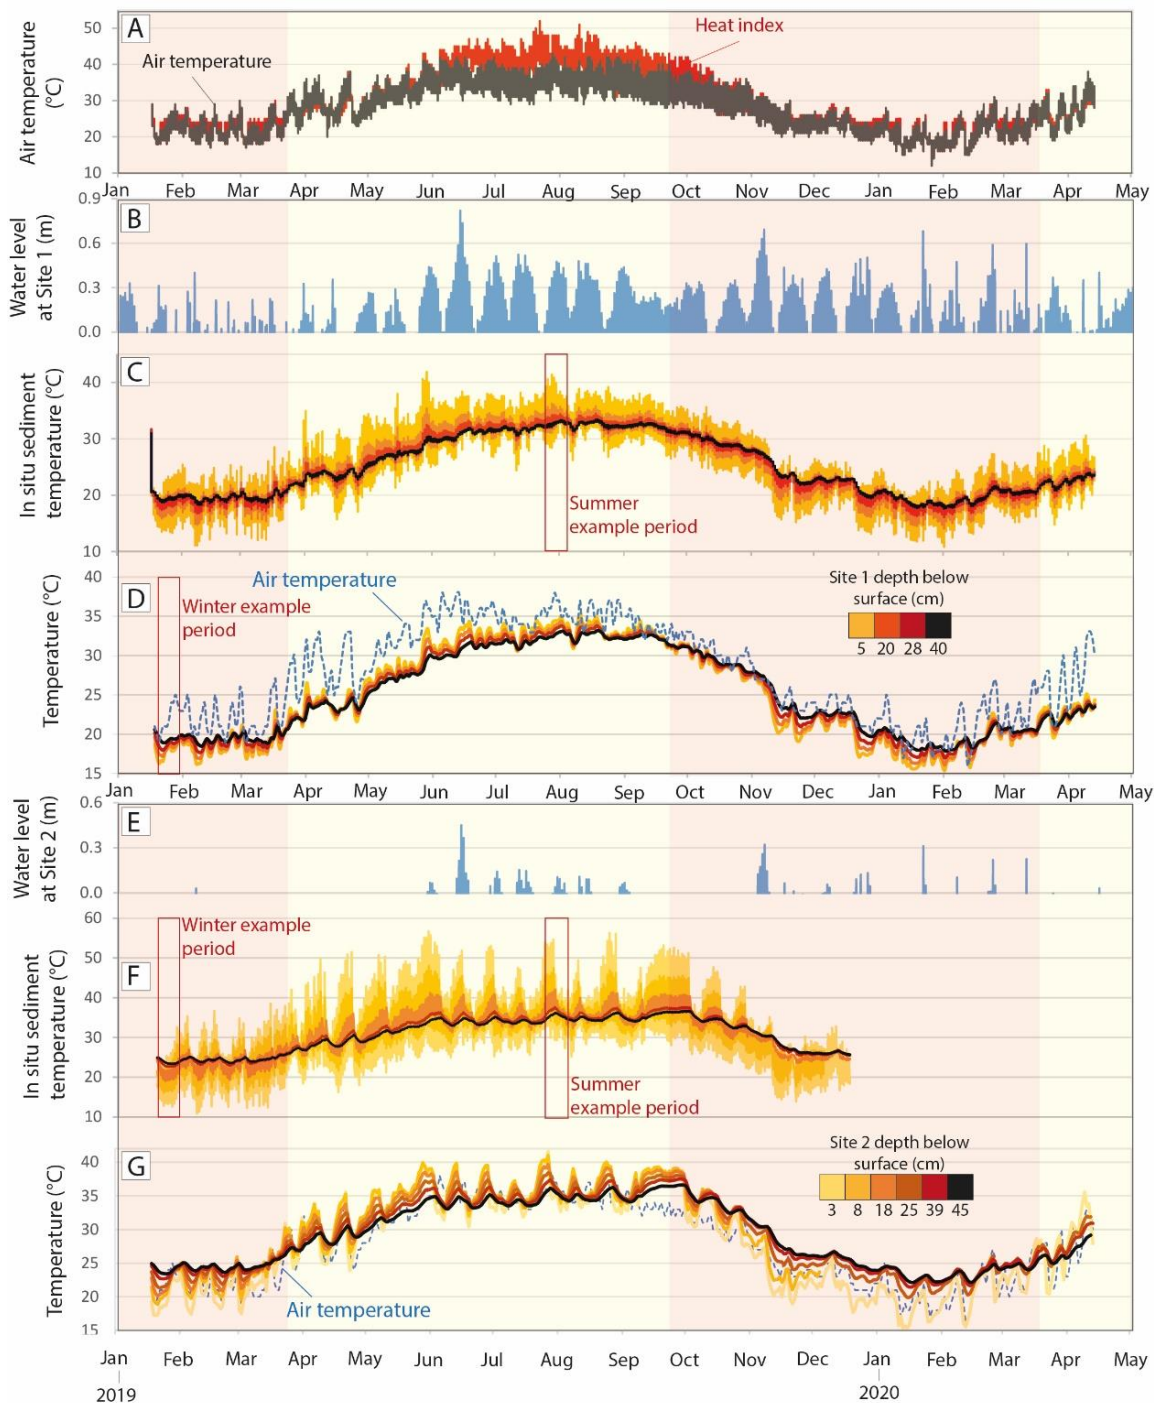 A
Air temperature
Heat index
Air temperature
(°C)
50
40
30
20
10
Jan Feb Mar Apr May Jun Jul Aug Sep Oct Nov Dec Jan Feb Mar Apr May
B
Water level
at Site 1 (m)
0.9
0.6
0.3
0.0
C
In situ sediment
temperature (°C)
40
30
20
10
Summer
example period
D
Temperature (°C)
40
35
30
25
20
15
Winter example
period
Air temperature
Site 1 depth below
surface (cm)
5 20 28 40
Jan Feb Mar Apr May Jun Jul Aug Sep Oct Nov Dec Jan Feb Mar Apr May
E
Water level
at Site 2 (m)
0.6
0.3
0.0
F
In situ sediment
temperature (°C)
60
50
40
30
20
10
Winter example
period
Summer
example period
G
Temperature (°C)
40
35
30
25
20
15
Air temperature
Site 2 depth below
surface (cm)
3 8 18 25 39 45
Jan Feb Mar Apr May Jun Jul Aug Sep Oct Nov Dec Jan Feb Mar Apr May
2019 2020